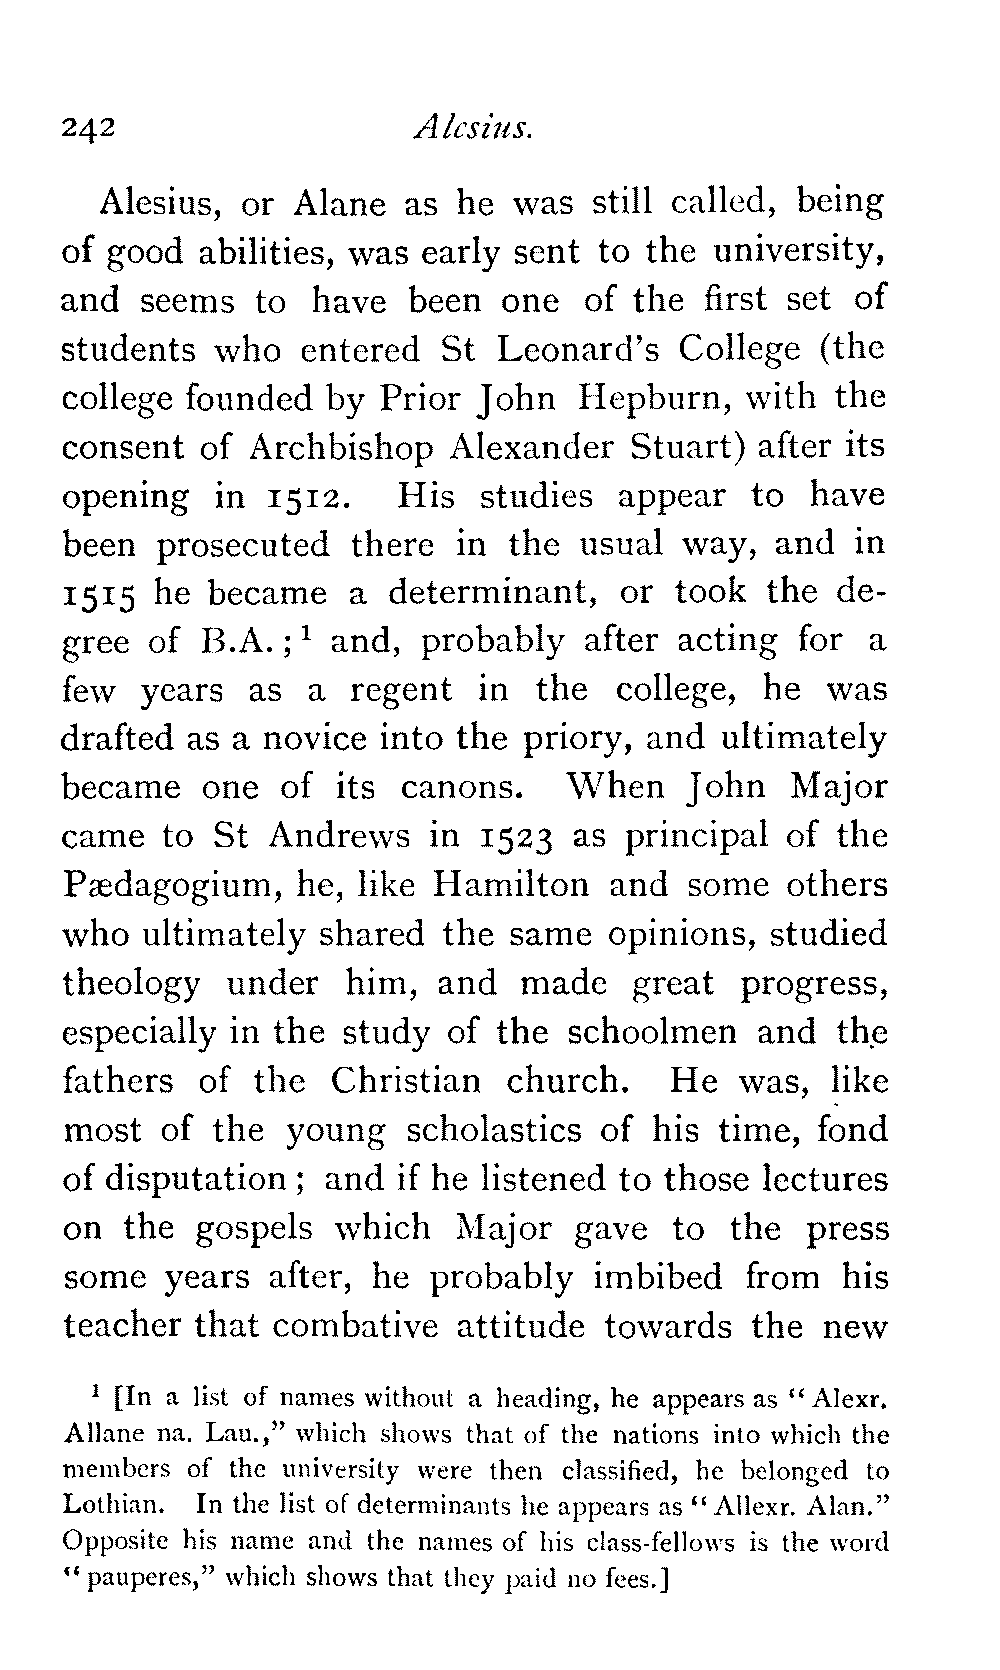 242 Alesius.
Alesius, or Alane as he was still called, being
of good abilities, was early sent to the university,
and seems to have been one of the first set of
students who entered St Leonard's College (the
college founded by Prior John Hepburn, with the
consent of Archbishop Alexander Stuart) after its
opening in 1512. His studies appear to have
been prosecuted there in the usual way, and in
1515 he became a determinant, or took the de-
gree of B.A. ; ¹ and, probably after acting for a
few years as a regent in the college, he was
drafted as a novice into the priory, and ultimately
became one of its canons. When John Major
came to St Andrews in 1523 as principal of the
Pædagogium, he, like Hamilton and some others
who ultimately shared the same opinions, studied
theology under him, and made great progress,
especially in the study of the schoolmen and the
fathers of the Christian church. He was, like
most of the young scholastics of his time, fond
of disputation ; and if he listened to those lectures
on the gospels which Major gave to the press
some years after, he probably imbibed from his
teacher that combative attitude towards the new
¹ [In a list of names without a heading, he appears as “ Alexr.
Allane na. Lau.,” which shows that of the nations into which the
members of the university were then classified, he belonged to
Lothian. In the list of determinants he appears as “ Allexr. Alan.”
Opposite his name and the names of his class-fellows is the word
“ pauperes,” which shows that they paid no fees.]